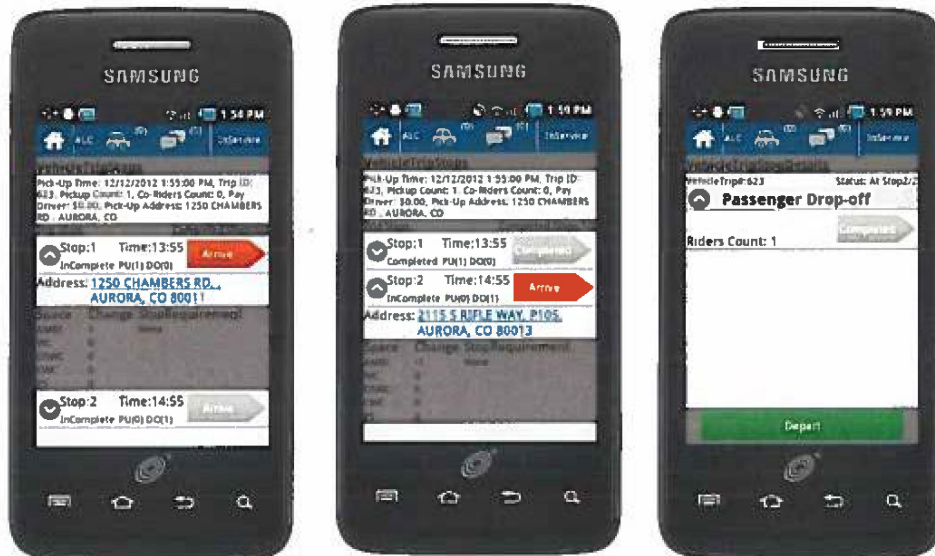 SAMSUNG
1:54 PM
ALC (0) (0) InService
VehicleTripStops
Pick-Up Time: 12/12/2012 1:55:00 PM, Trip ID:
623, Pickup Count: 1, Co-Riders Count: 0, Pay
Driver: $0.00, Pick-Up Address: 1250 CHAMBERS
RD , AURORA, CO
Stop:1 Time:13:55 Arrive
InComplete PU(1) DO(0)
Address: 1250 CHAMBERS RD. ,
AURORA, CO 80011
Space Change StopRequirement
None
Stop:2 Time:14:55 Arrive
InComplete PU(0) DO(1)
SAMSUNG
1:59 PM
ALC (0) InService
VehicleTripStops
Pick-Up Time: 12/12/2012 1:55:00 PM, Trip ID:
623, Pickup Count: 1, Co-Riders Count: 0, Pay
Driver: $0.00, Pick-Up Address: 1250 CHAMBERS
RD , AURORA, CO
Stop:1 Time:13:55 Completed
Completed PU(1) DO(0)
Stop:2 Time:14:55 Arrive
InComplete PU(0) DO(1)
Address: 2115 S RIFLE WAY, P105,
AURORA, CO 80013
Space Change StopRequirement
None
SAMSUNG
1:59 PM
ALC (0) InService
VehicleTripStopDetails
VehicleTrip#:623 Status: At Stop2/2
Passenger Drop-off
Completed
Riders Count: 1
Depart